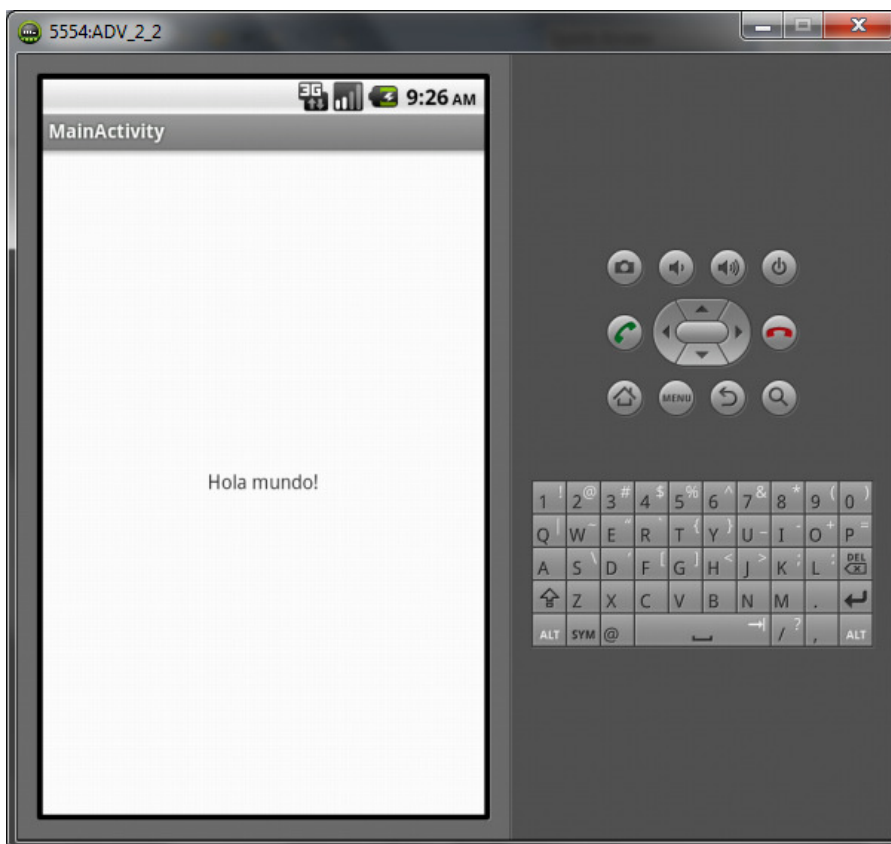 5554:ADV_2_2
3G 9:26 AM
MainActivity
Hola mundo!
MENU
1 ! 2 @ 3 # 4 $ 5 % 6 ^ 7 & 8 * 9 ( 0 )
Q | W ~ E " R ` T { Y } U _ I - O + P =
A S \ D ' F [ G ] H < J > K ; L : DEL
Z X C V B N M .
ALT SYM @ / ? , ALT